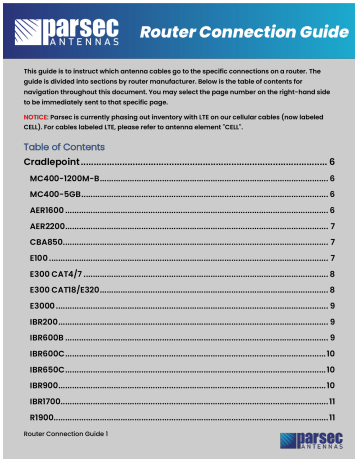 parsec
ANTENNAS
Router Connection Guide
This guide is to instruct which antenna cables go to the specific connections on a router. The
guide is divided into sections by router manufacturer. Below is the table of contents for
navigation throughout this document. You may select the page number on the right-hand side
to be immediately sent to that specific page.
NOTICE: Parsec is currently phasing out inventory with LTE on our cellular cables (now labeled
CELL). For cables labeled LTE, please refer to antenna element "CELL".
Table of Contents
Cradlepoint ........ 6
MC400-1200M-B ........ 6
MC400-5GB ........ 6
AER1600 ........ 6
AER2200 ........ 7
CBA850 ........ 7
E100 ........ 7
E300 CAT4/7 ........ 8
E300 CAT18/E320 ........ 8
E3000 ........ 9
IBR200 ........ 9
IBR600B ........ 9
IBR600C ........ 10
IBR650C ........ 10
IBR900 ........ 10
IBR1700 ........ 11
R1900 ........ 11
Router Connection Guide 1
parsec
ANTENNAS